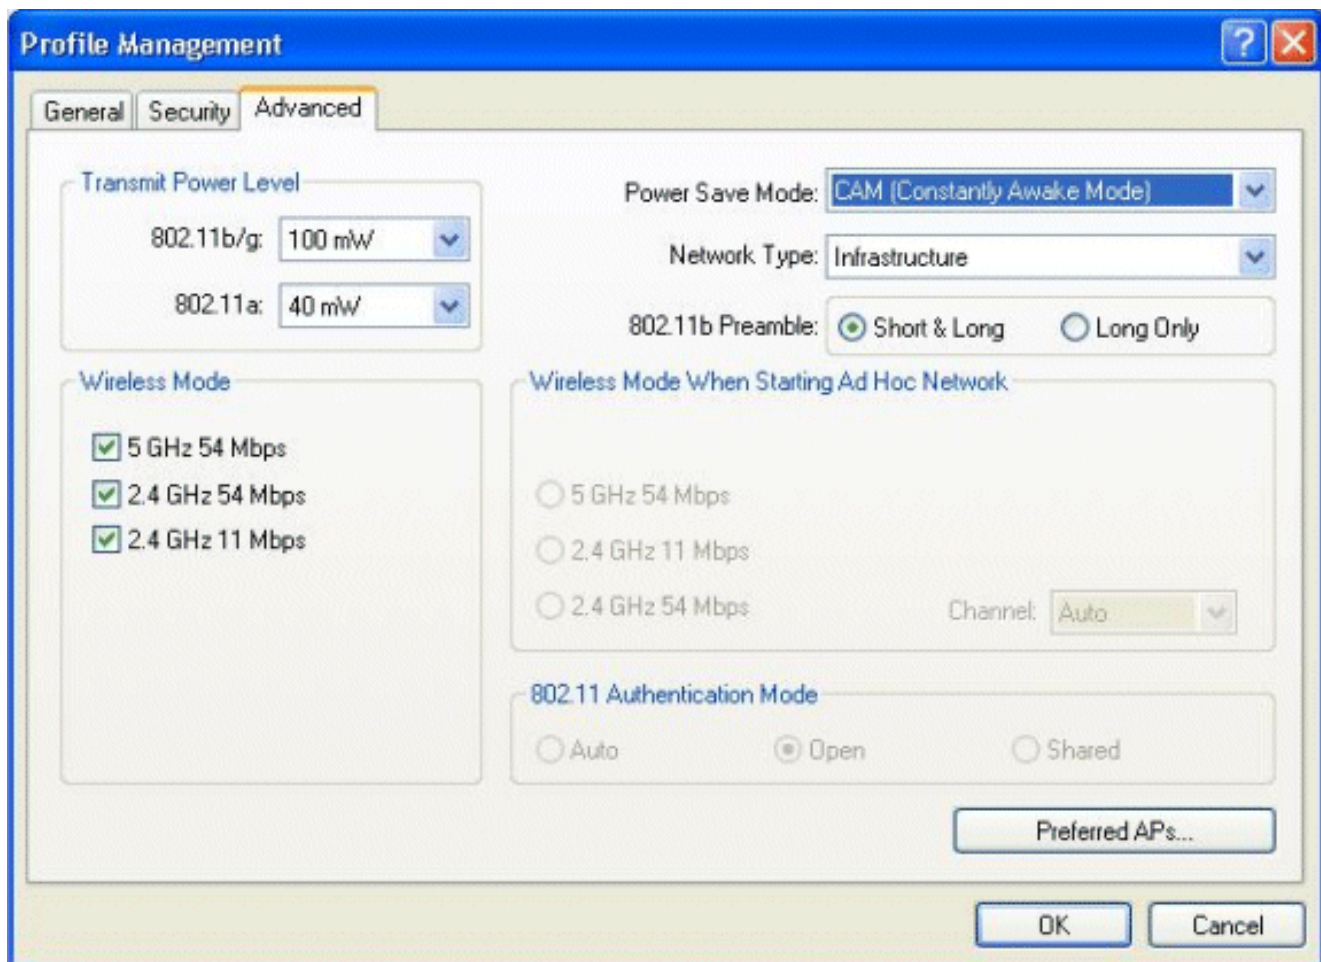 Profile Management
General Security Advanced
Transmit Power Level
802.11b/g: 100 mW
802.11a: 40 mW
Power Save Mode: CAM (Constantly Awake Mode)
Network Type: Infrastructure
802.11b Preamble: Short & Long Long Only
Wireless Mode
5 GHz 54 Mbps
2.4 GHz 54 Mbps
2.4 GHz 11 Mbps
Wireless Mode When Starting Ad Hoc Network
5 GHz 54 Mbps
2.4 GHz 11 Mbps
2.4 GHz 54 Mbps Channel: Auto
802.11 Authentication Mode
Auto Open Shared
Preferred APs...
OK Cancel